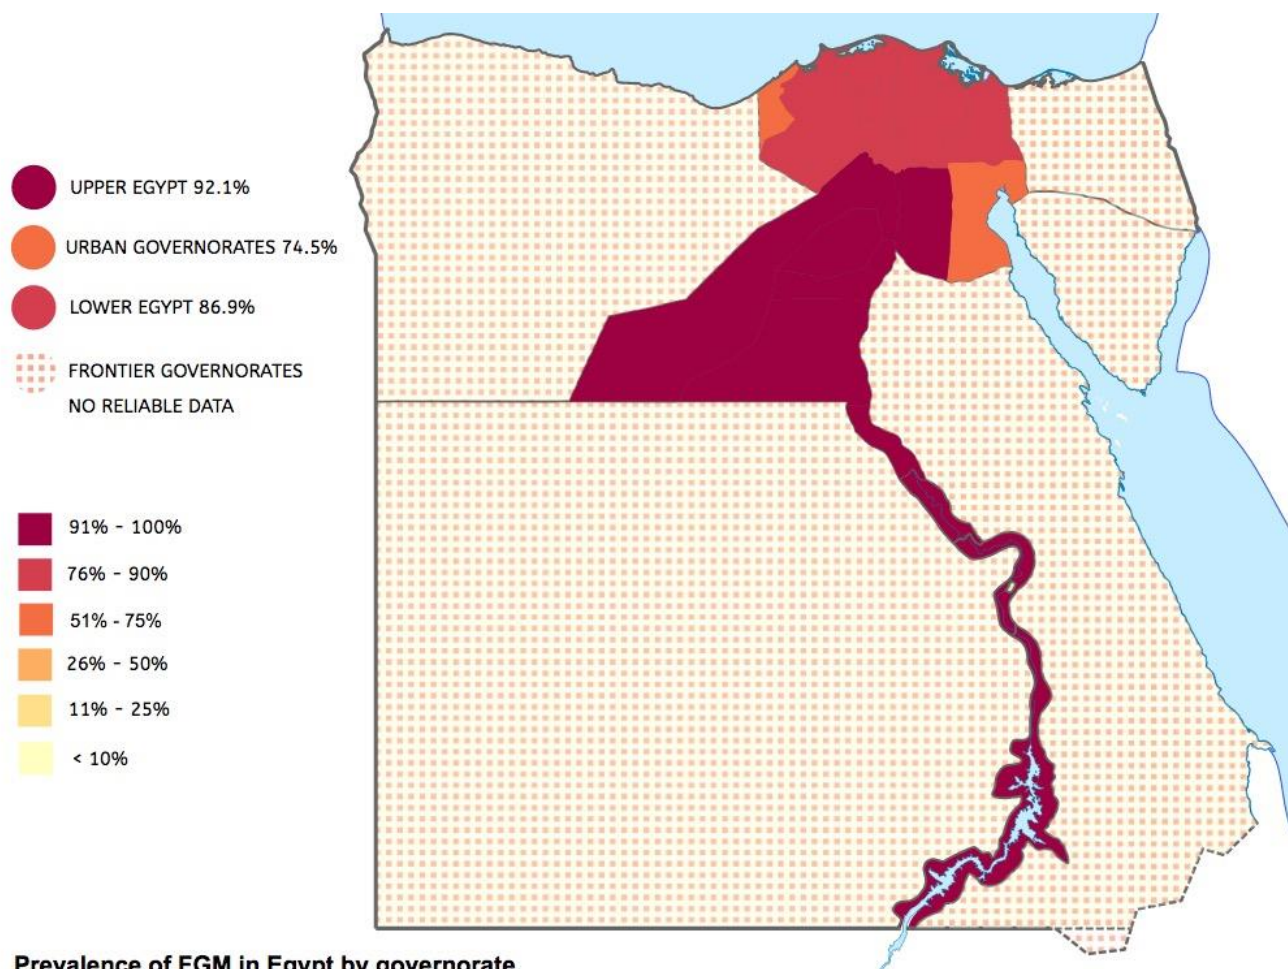 UPPER EGYPT 92.1%
URBAN GOVERNORATES 74.5%
LOWER EGYPT 86.9%
FRONTIER GOVERNORATES
NO RELIABLE DATA
91% - 100%
76% - 90%
51% - 75%
26% - 50%
11% - 25%
< 10%
Prevalence of FGM in Egypt by governorate